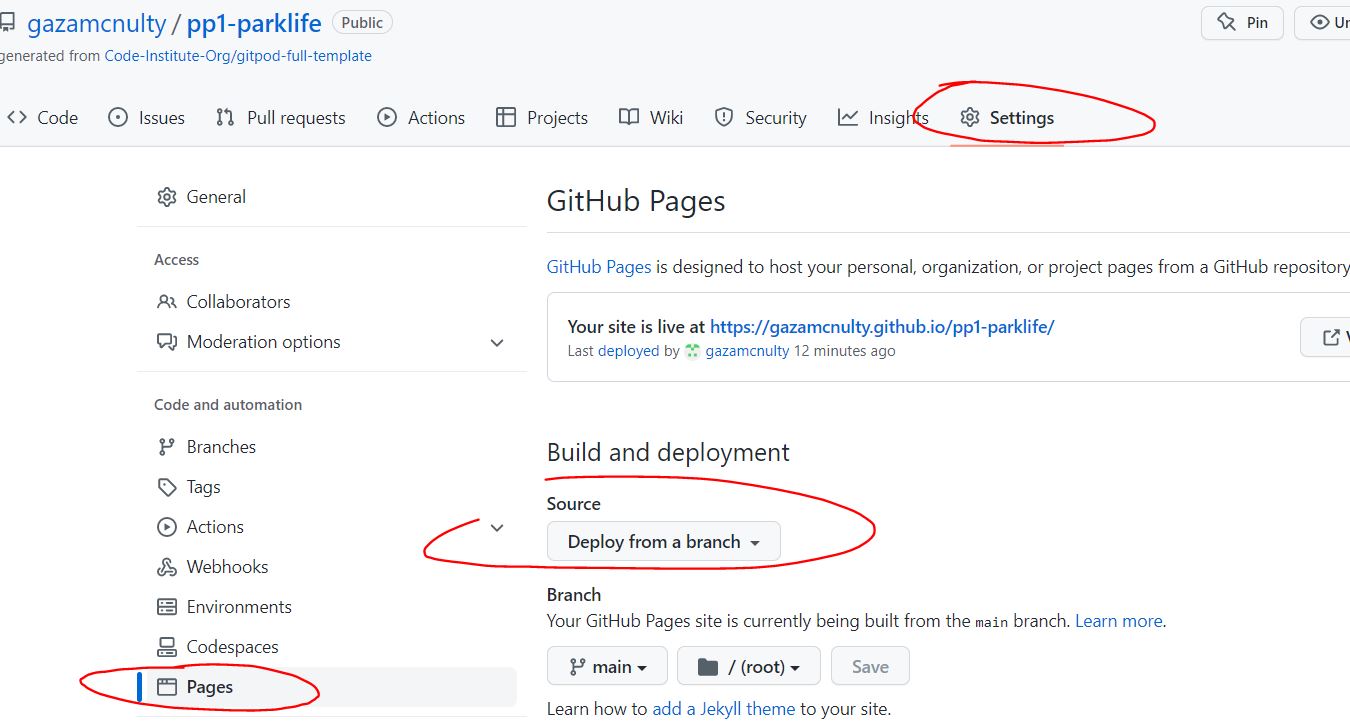 gazamcnulty / pp1-parklife Public Pin
generated from Code-Institute-Org/gitpod-full-template
Code Issues Pull requests Actions Projects Wiki Security Insights Settings
General
Access
Collaborators
Moderation options
Code and automation
Branches
Tags
Actions
Webhooks
Environments
Codespaces
Pages
GitHub Pages
GitHub Pages is designed to host your personal, organization, or project pages from a GitHub repository
Your site is live at https://gazamcnulty.github.io/pp1-parklife/
Last deployed by gazamcnulty 12 minutes ago
Build and deployment
Source
Deploy from a branch
Branch
Your GitHub Pages site is currently being built from the main branch. Learn more.
main / (root) Save
Learn how to add a Jekyll theme to your site.